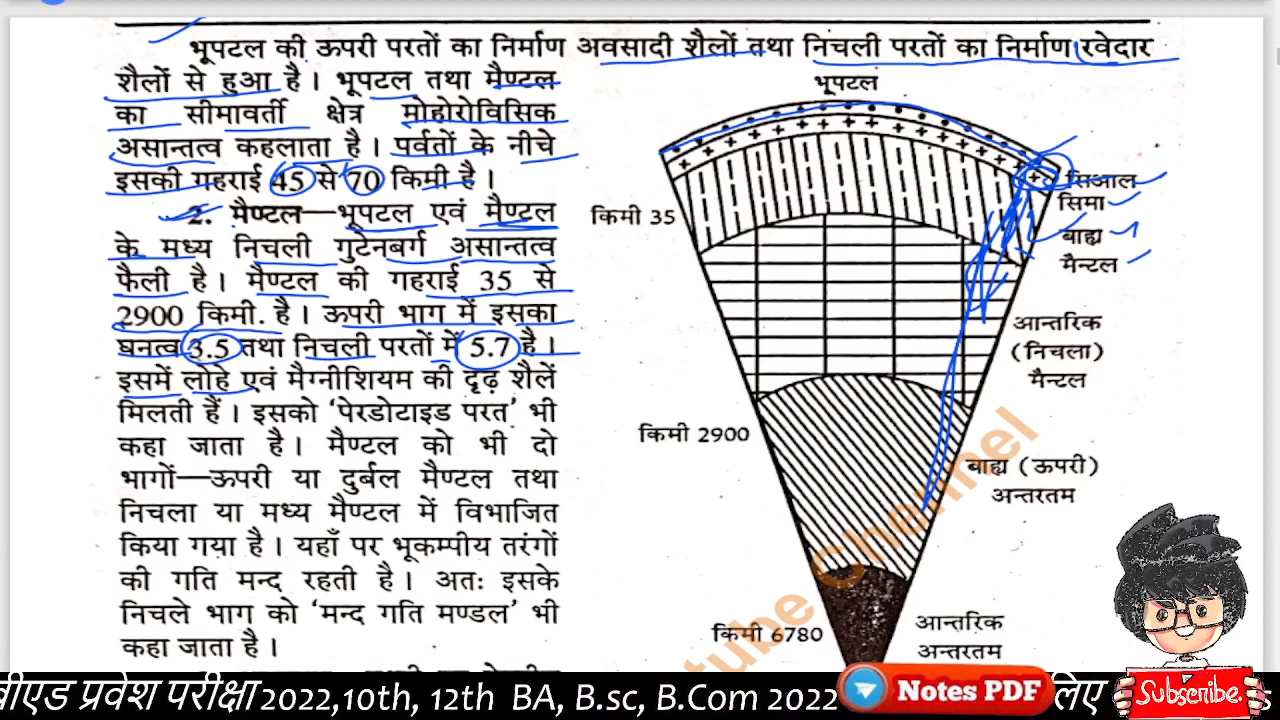 भूपटल की ऊपरी परतों का निर्माण अवसादी शैलों तथा निचली परतों का निर्माण रवेदार
शैलों से हुआ है। भूपटल तथा मैण्टल
का सीमावर्ती क्षेत्र मोहोरोविसिक
असान्तत्व कहलाता है। पर्वतों के नीचे
इसकी गहराई 45 से 70 किमी है।
2. मैण्टल—भूपटल एवं मैण्टल
के मध्य निचली गुटेनबर्ग असान्तत्व
फैली है। मैण्टल की गहराई 35 से
2900 किमी. है। ऊपरी भाग में इसका
घनत्व 3.5 तथा निचली परतों में 5.7 है।
इसमें लोहे एवं मैग्नीशियम की दृढ़ शैलें
मिलती हैं। इसको ‘पेरडोटाइड परत’ भी
कहा जाता है। मैण्टल को भी दो
भागों—ऊपरी या दुर्बल मैण्टल तथा
निचला या मध्य मैण्टल में विभाजित
किया गया है। यहाँ पर भूकम्पीय तरंगों
की गति मन्द रहती है। अतः इसके
निचले भाग को ‘मन्द गति मण्डल’ भी
कहा जाता है।
भूपटल
सिआल
सिमा
किमी 35
बाह्य
मैन्टल
आन्तरिक
(निचला)
मैन्टल
किमी 2900
बाह्य (ऊपरी)
अन्तरतम
किमी 6780
आन्तरिक
अन्तरतम
tube Channel
प्रवेश परीक्षा 2022,10th, 12th BA, B.sc, B.Com 2022
Notes PDF
लिए
Subscribe